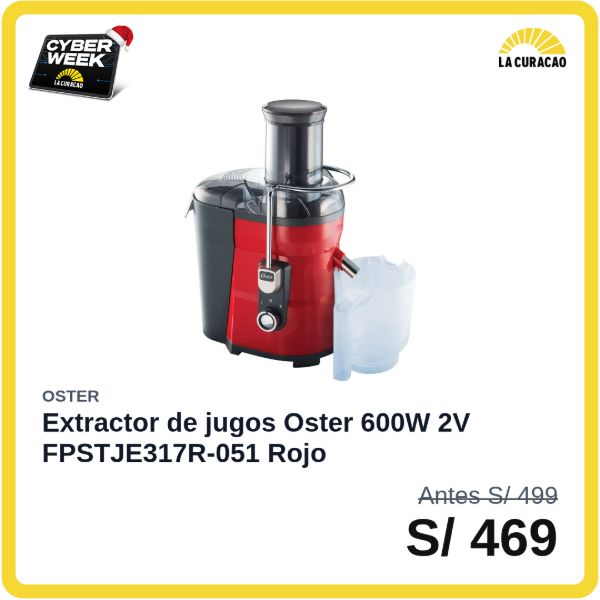 CYBER
WEEK
LA CURACAO
LA CURACAO
Oster
OSTER
Extractor de jugos Oster 600W 2V
FPSTJE317R-051 Rojo
Antes S/ 499
S/ 469